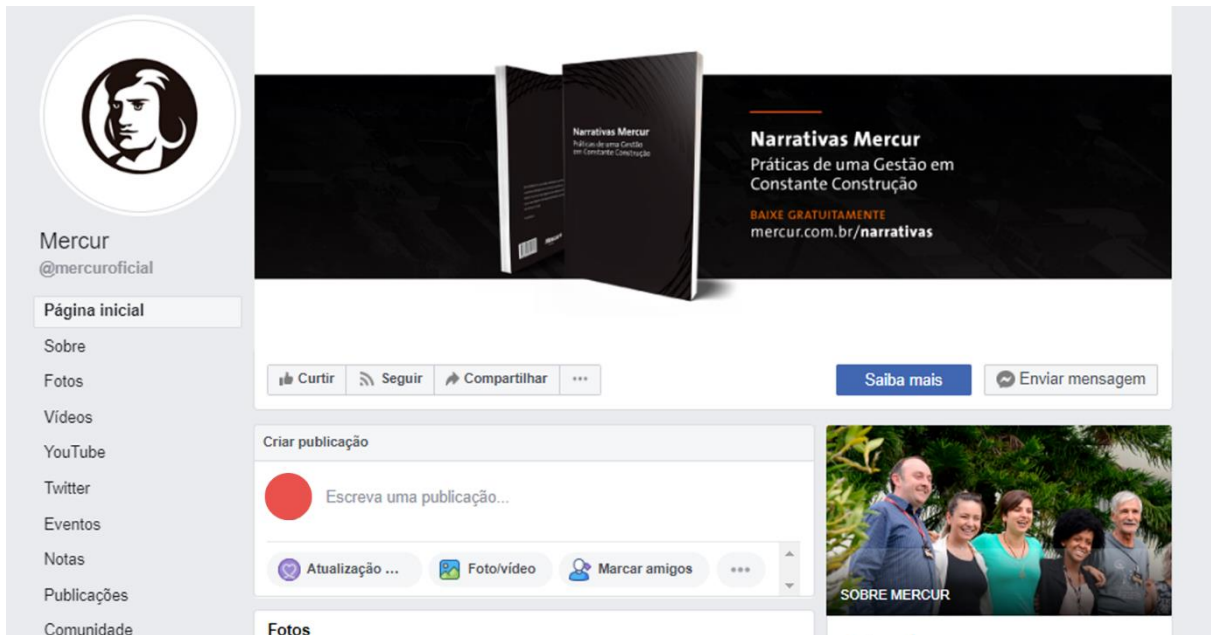 Mercur
@mercuroficial
Página inicial
Sobre
Fotos
Vídeos
YouTube
Twitter
Eventos
Notas
Publicações
Comunidade
Narrativas Mercur
Práticas de uma Gestão
em Constante Construção
Narrativas Mercur
Práticas de uma Gestão em
Constante Construção
BAIXE GRATUITAMENTE
mercur.com.br/narrativas
Curtir
Seguir
Compartilhar
Saiba mais
Enviar mensagem
Criar publicação
Escreva uma publicação...
Atualização ...
Foto/vídeo
Marcar amigos
Fotos
SOBRE MERCUR